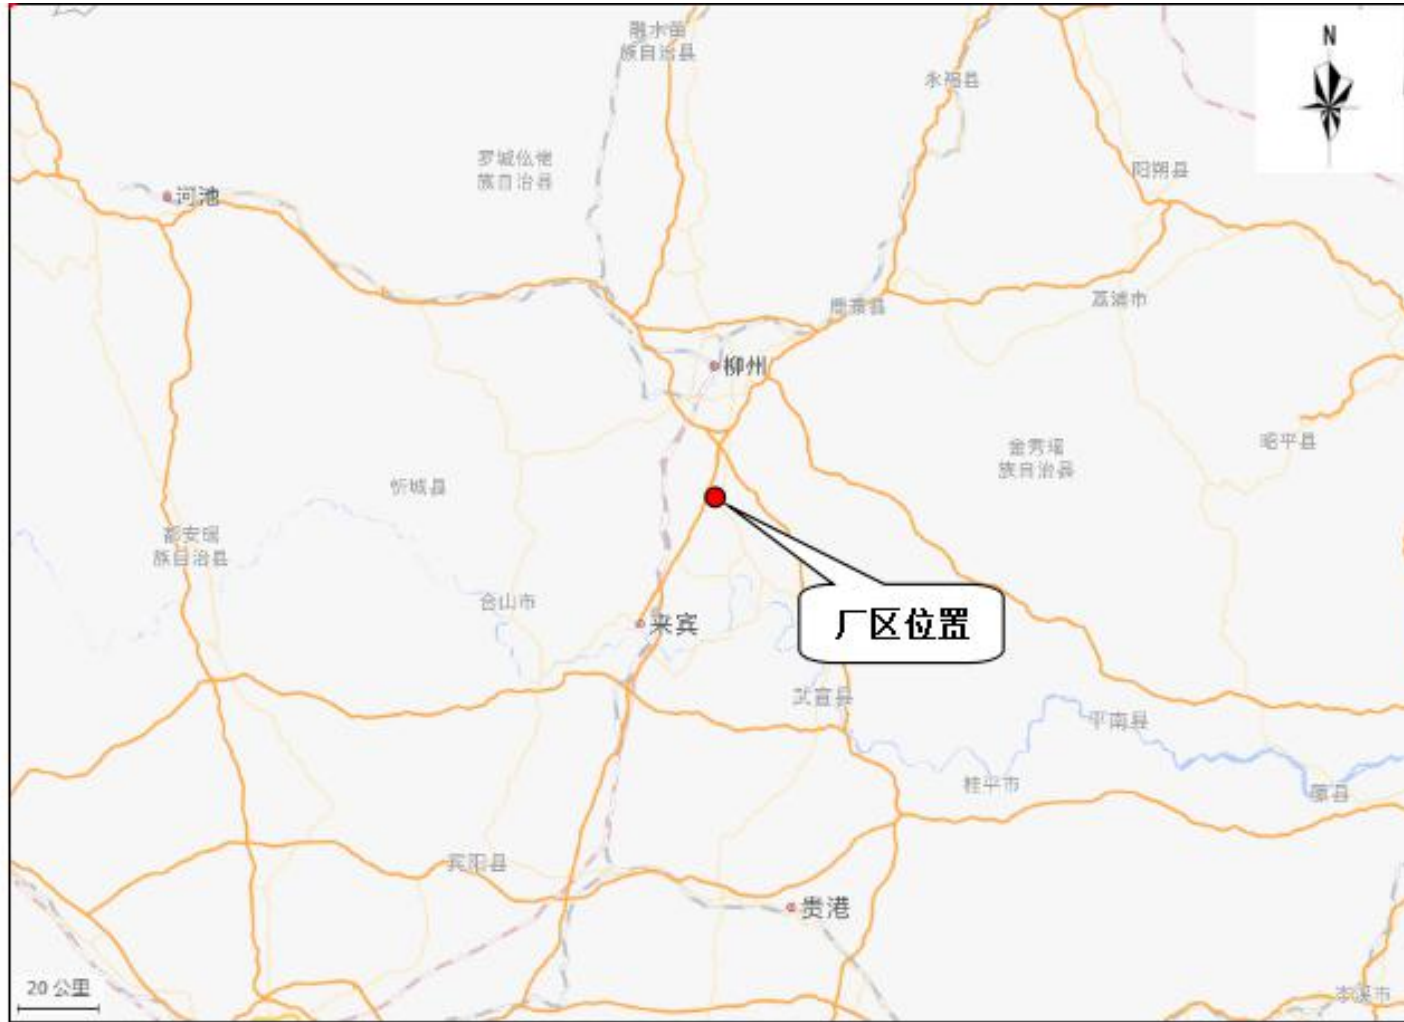 融水苗
族自治县
N
永福县
罗城仫佬
族自治县
阳朔县
河池
荔浦市
鹿寨县
柳州
昭平县
金秀瑶
族自治县
忻城县
都安瑶
族自治县
合山市
来宾
厂区位置
武宣县
平南县
桂平市
藤县
宾阳县
贵港
20 公里
岑溪市